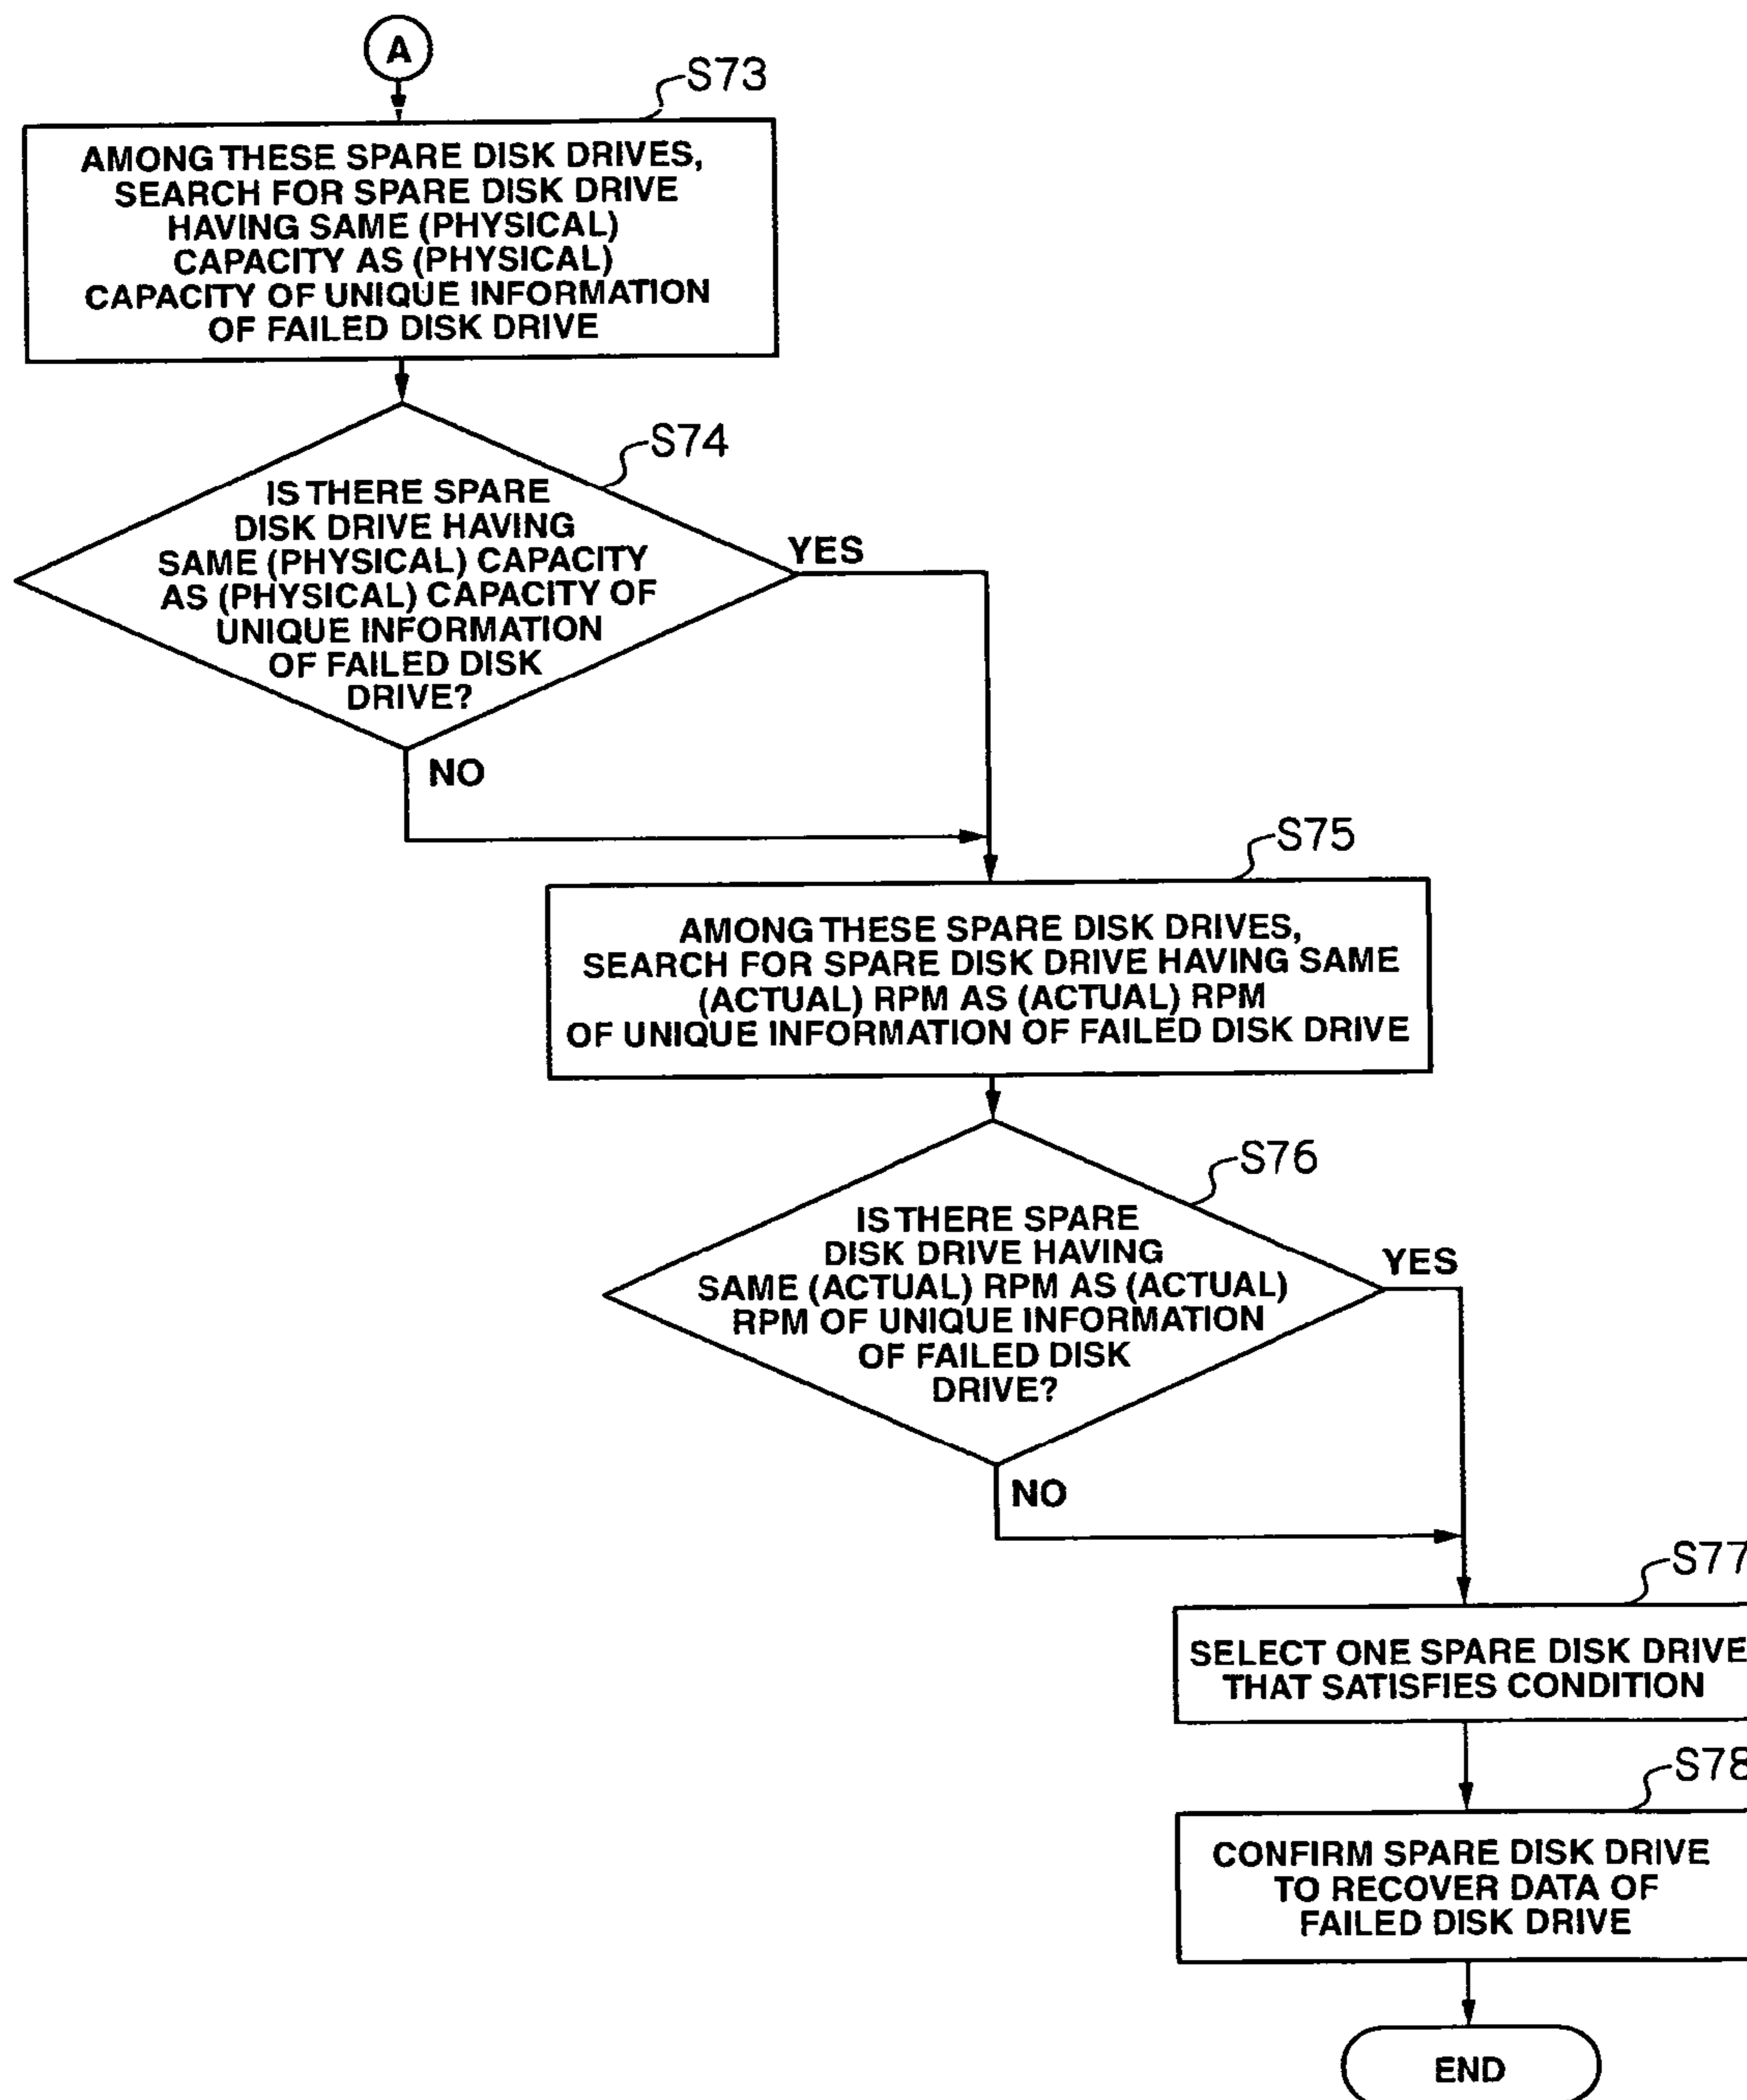 A
S73
AMONG THESE SPARE DISK DRIVES,
SEARCH FOR SPARE DISK DRIVE
HAVING SAME (PHYSICAL)
CAPACITY AS (PHYSICAL)
CAPACITY OF UNIQUE INFORMATION
OF FAILED DISK DRIVE
S74
IS THERE SPARE
DISK DRIVE HAVING
SAME (PHYSICAL) CAPACITY
AS (PHYSICAL) CAPACITY OF
UNIQUE INFORMATION
OF FAILED DISK
DRIVE?
YES
NO
S75
AMONG THESE SPARE DISK DRIVES,
SEARCH FOR SPARE DISK DRIVE HAVING SAME
(ACTUAL) RPM AS (ACTUAL) RPM
OF UNIQUE INFORMATION OF FAILED DISK DRIVE
S76
IS THERE SPARE
DISK DRIVE HAVING
SAME (ACTUAL) RPM AS (ACTUAL)
RPM OF UNIQUE INFORMATION
OF FAILED DISK
DRIVE?
YES
NO
S77
SELECT ONE SPARE DISK DRIVE
THAT SATISFIES CONDITION
S78
CONFIRM SPARE DISK DRIVE
TO RECOVER DATA OF
FAILED DISK DRIVE
END